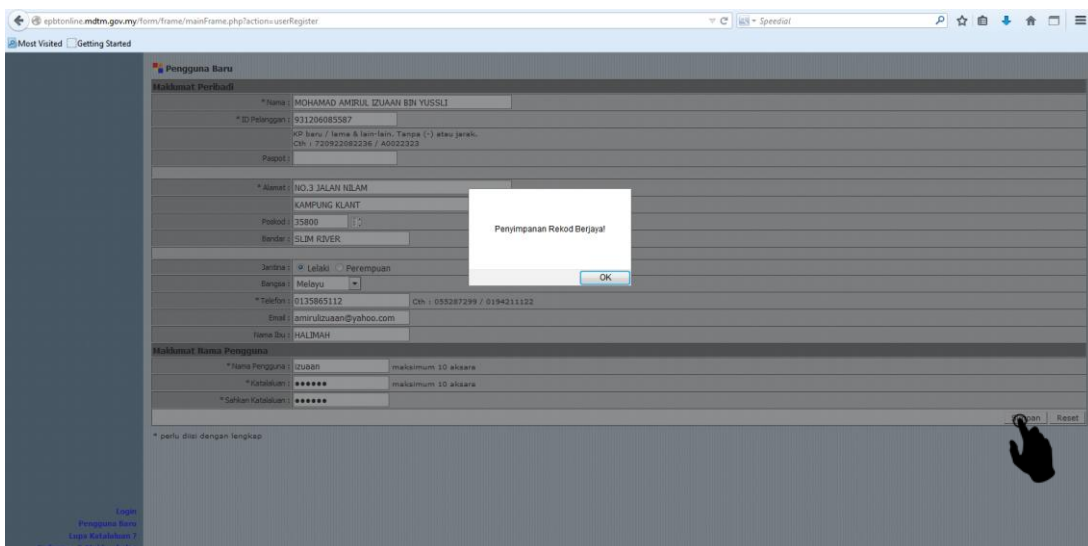 epbtonline.mdtm.gov.my/form/frame/mainFrame.php?action=userRegister
Speedial
Most Visited Getting Started
Pengguna Baru
Maklumat Peribadi
* Nama : MOHAMAD AMIRUL IZUAAN BIN YUSSLI
* ID Pelanggan : 931206085587
KP baru / lama & lain-lain. Tanpa (-) atau jarak.
Cth : 720922082236 / A0022323
Paspot :
* Alamat : NO.3 JALAN NILAM
KAMPUNG KLANT
Poskod : 35800
Bandar : SLIM RIVER
Penyimpanan Rekod Berjaya!
OK
Jantina : Lelaki Perempuan
Bangsa : Melayu
* Telefon : 0135865112 Cth : 055287299 / 0194211122
Email : amirulizuaan@yahoo.com
Nama Ibu : HALIMAH
Maklumat Nama Pengguna
* Nama Pengguna : izuaan maksimum 10 aksara
* Katalaluan : ●●●●●● maksimum 10 aksara
* Sahkan Katalaluan : ●●●●●●
Reset
* perlu diisi dengan lengkap
Login
Pengguna Baru
Lupa Katalaluan ?